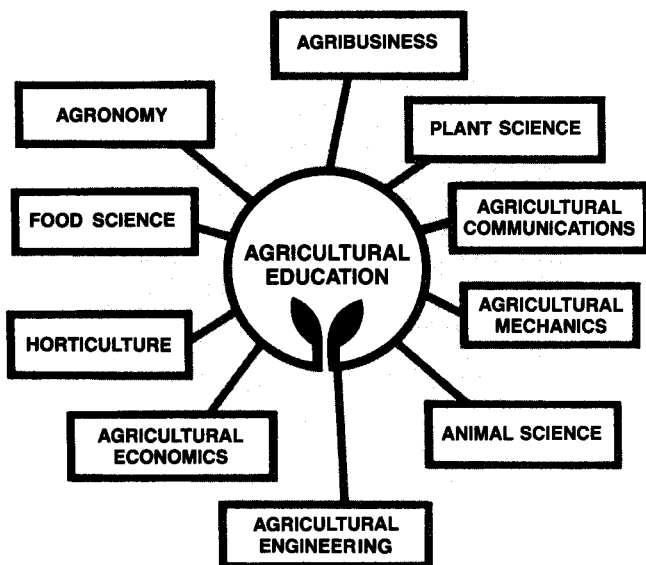 AGRIBUSINESS
AGRONOMY
PLANT SCIENCE
FOOD SCIENCE
AGRICULTURAL
COMMUNICATIONS
AGRICULTURAL
EDUCATION
AGRICULTURAL
MECHANICS
HORTICULTURE
AGRICULTURAL
ECONOMICS
ANIMAL SCIENCE
AGRICULTURAL
ENGINEERING